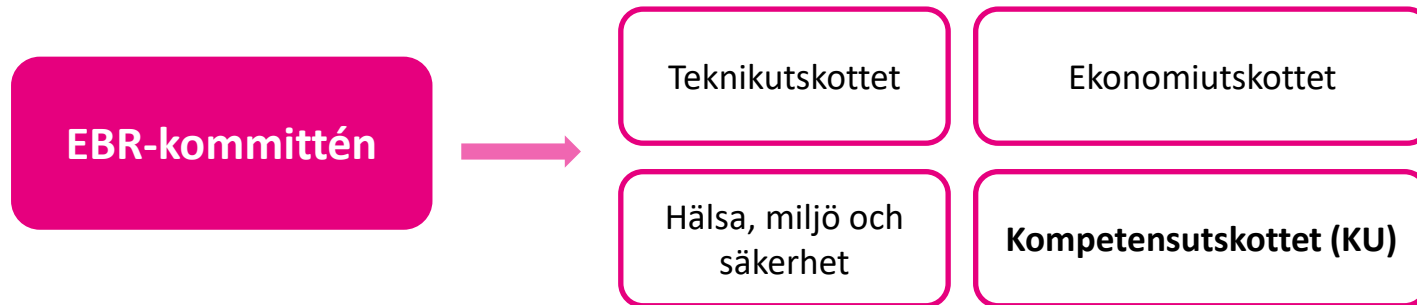 EBR-kommittén
Teknikutskottet
Ekonomiutskottet
Hälsa, miljö och
säkerhet
Kompetensutskottet (KU)